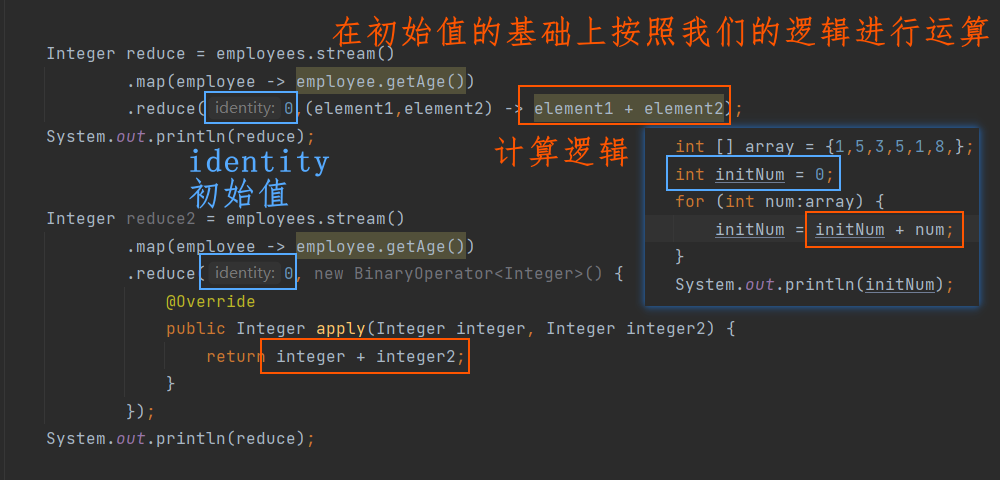 在初始值的基础上按照我们的逻辑进行运算
Integer reduce = employees.stream()
.map(employee -> employee.getAge())
.reduce( identity: 0,(element1,element2) -> element1 + element2);
System.out.println(reduce);
identity
初始值
计算逻辑
int [] array = {1,5,3,5,1,8,};
int initNum = 0;
for (int num:array) {
initNum = initNum + num;
}
System.out.println(initNum);
Integer reduce2 = employees.stream()
.map(employee -> employee.getAge())
.reduce( identity: 0, new BinaryOperator<Integer>() {
@Override
public Integer apply(Integer integer, Integer integer2) {
return integer + integer2;
}
});
System.out.println(reduce);